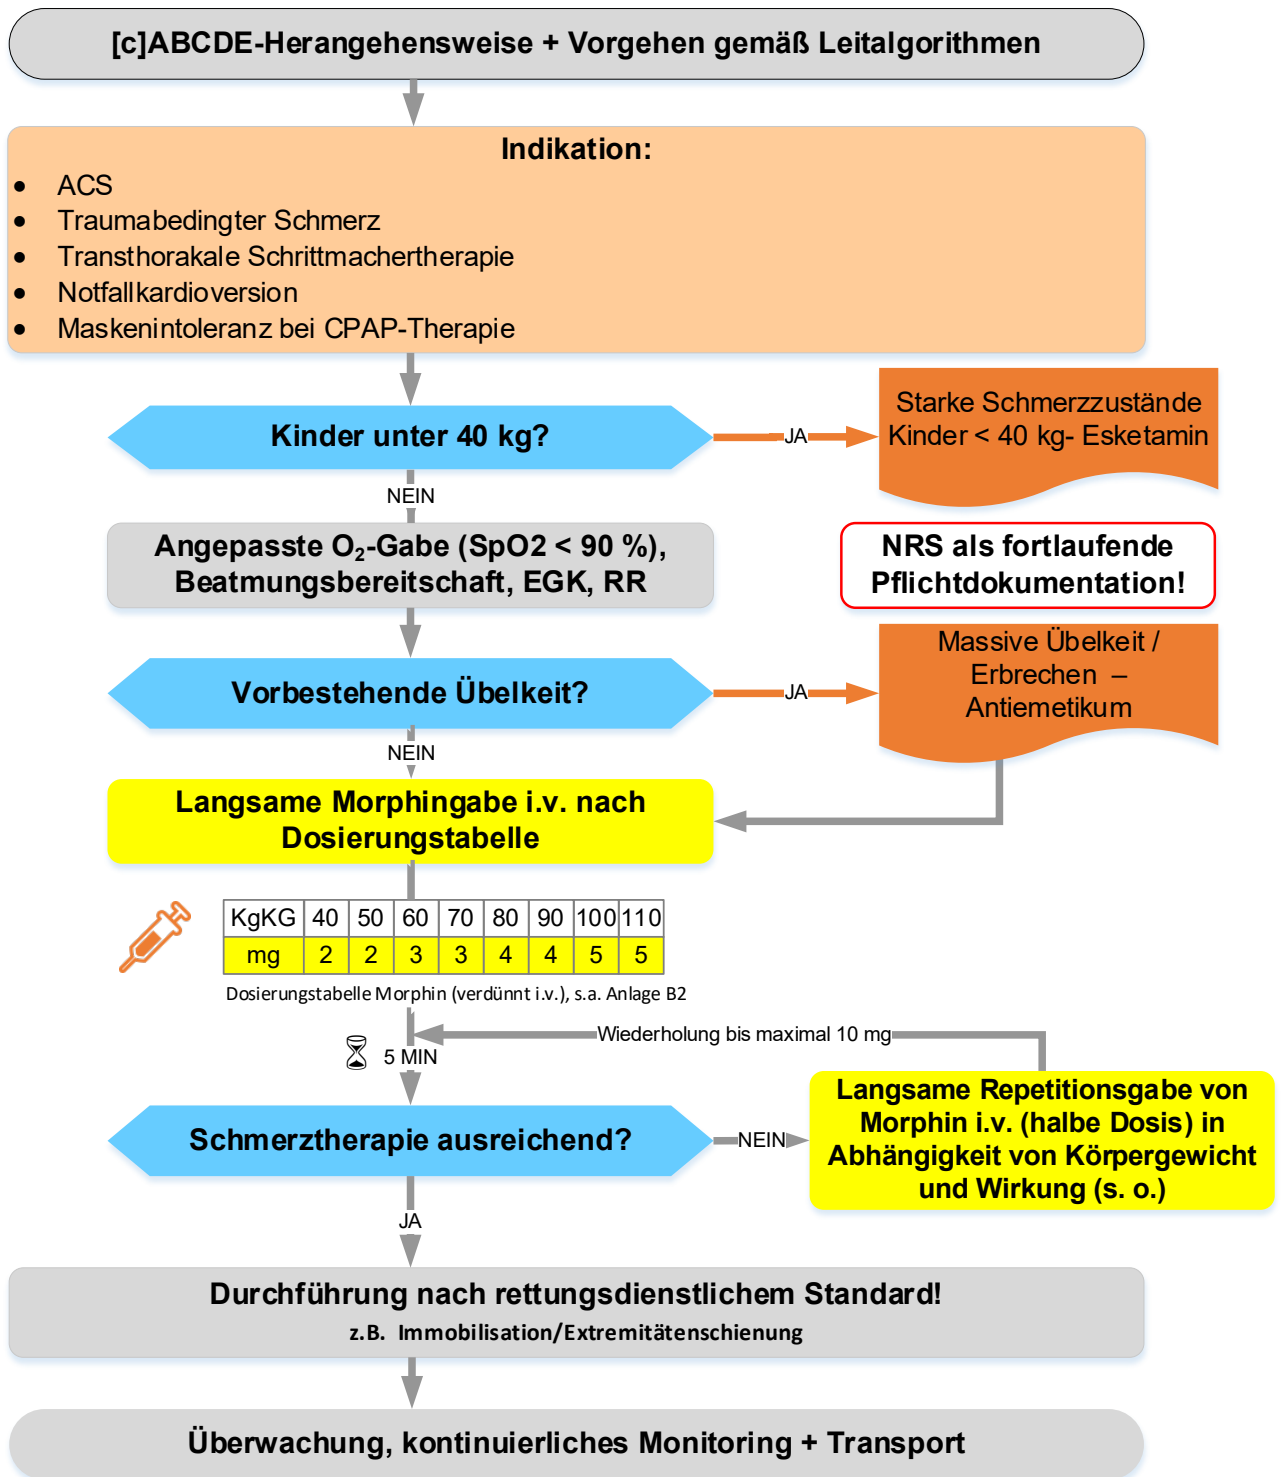 [c]ABCDE-Herangehensweise + Vorgehen gemäß Leitalgorithmen
Indikation:
• ACS
• Traumabedingter Schmerz
• Transthorakale Schrittmachertherapie
• Notfallkardioversion
• Maskenintoleranz bei CPAP-Therapie
Kinder unter 40 kg?
JA
Starke Schmerzzustände
Kinder < 40 kg- Esketamin
NEIN
Angepasste O₂-Gabe (SpO2 < 90 %),
Beatmungsbereitschaft, EGK, RR
NRS als fortlaufende
Pflichtdokumentation!
Vorbestehende Übelkeit?
JA
Massive Übelkeit /
Erbrechen –
Antiemetikum
NEIN
Langsame Morphingabe i.v. nach
Dosierungstabelle
KgKG 40 50 60 70 80 90 100 110
mg 2 2 3 3 4 4 5 5
Dosierungstabelle Morphin (verdünnt i.v.), s.a. Anlage B2
Wiederholung bis maximal 10 mg
5 MIN
Schmerztherapie ausreichend?
NEIN
Langsame Repetitionsgabe von
Morphin i.v. (halbe Dosis) in
Abhängigkeit von Körpergewicht
und Wirkung (s. o.)
JA
Durchführung nach rettungsdienstlichem Standard!
z.B. Immobilisation/Extremitätenschienung
Überwachung, kontinuierliches Monitoring + Transport